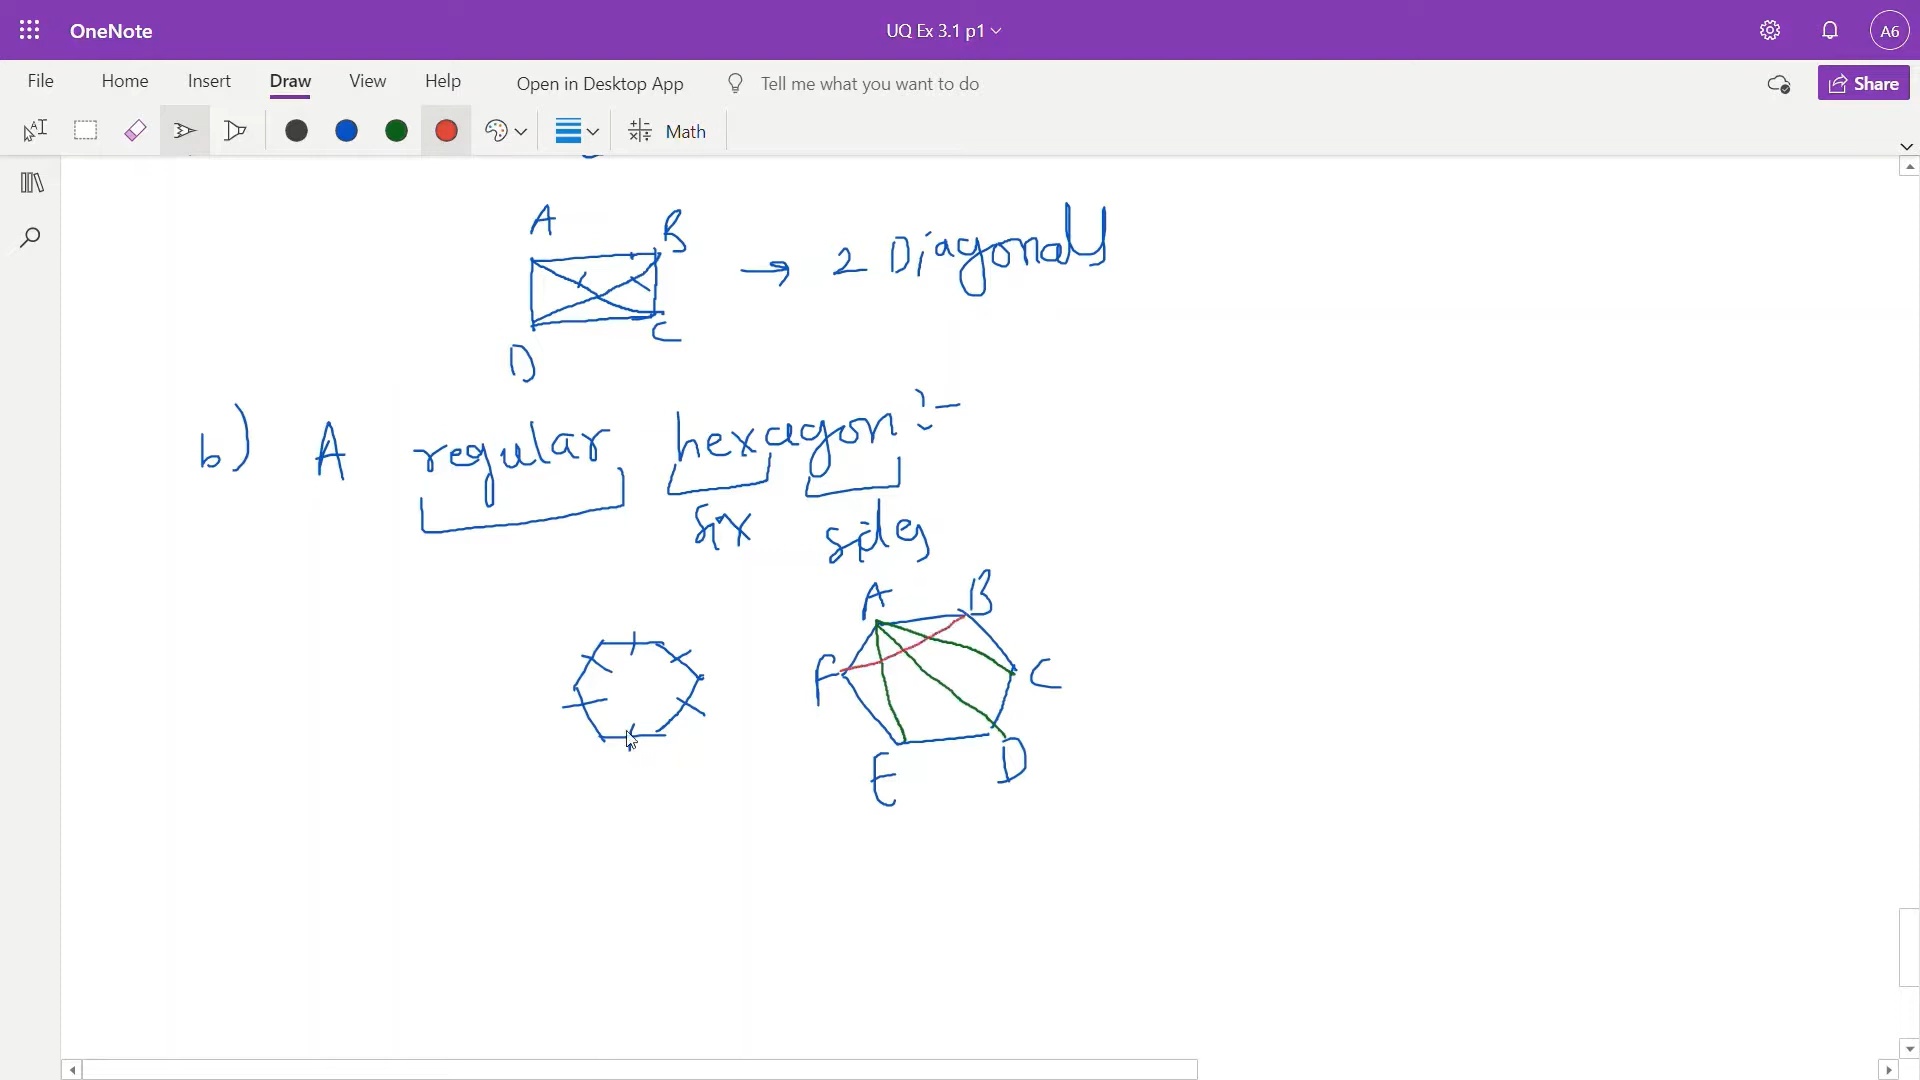 OneNote
UQ Ex 3.1 p1
A6
File Home Insert Draw View Help Open in Desktop App Tell me what you want to do
Share
Math
A B
→ 2 Diagonals
D C
b) A regular hexagon :-
six sides
A B
F C
E D